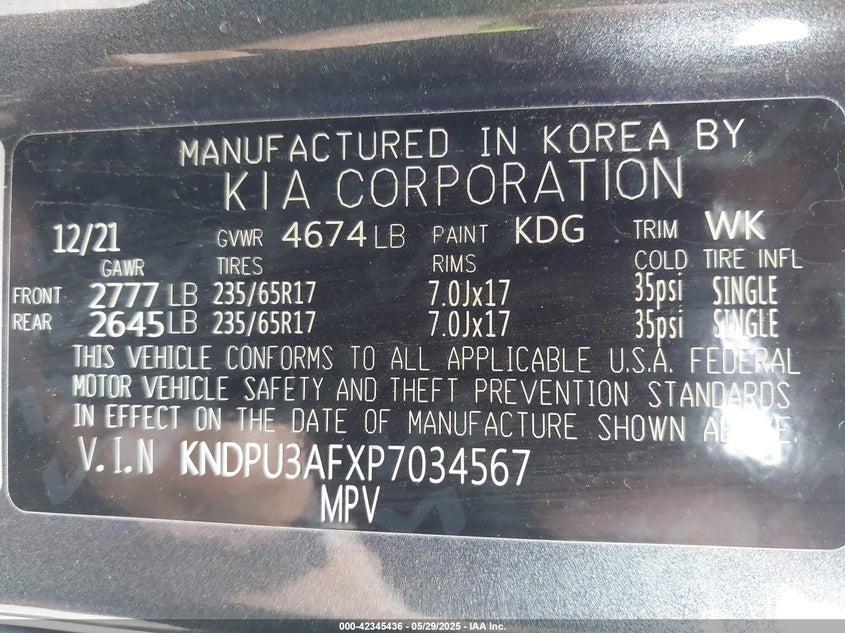 MANUFACTURED IN KOREA BY
KIA CORPORATION
12/21 GVWR 4674 LB PAINT KDG TRIM WK
GAWR TIRES RIMS COLD TIRE INFL
FRONT 2777 LB 235/65R17 7.0Jx17 35psi SINGLE
REAR 2645 LB 235/65R17 7.0Jx17 35psi SINGLE
THIS VEHICLE CONFORMS TO ALL APPLICABLE U.S.A. FEDERAL
MOTOR VEHICLE SAFETY AND THEFT PREVENTION STANDARDS
IN EFFECT ON THE DATE OF MANUFACTURE SHOWN ABOVE.
V.I.N KNDPU3AFXP7034567
MPV
000-42345436 - 05/29/2025 - IAA Inc.